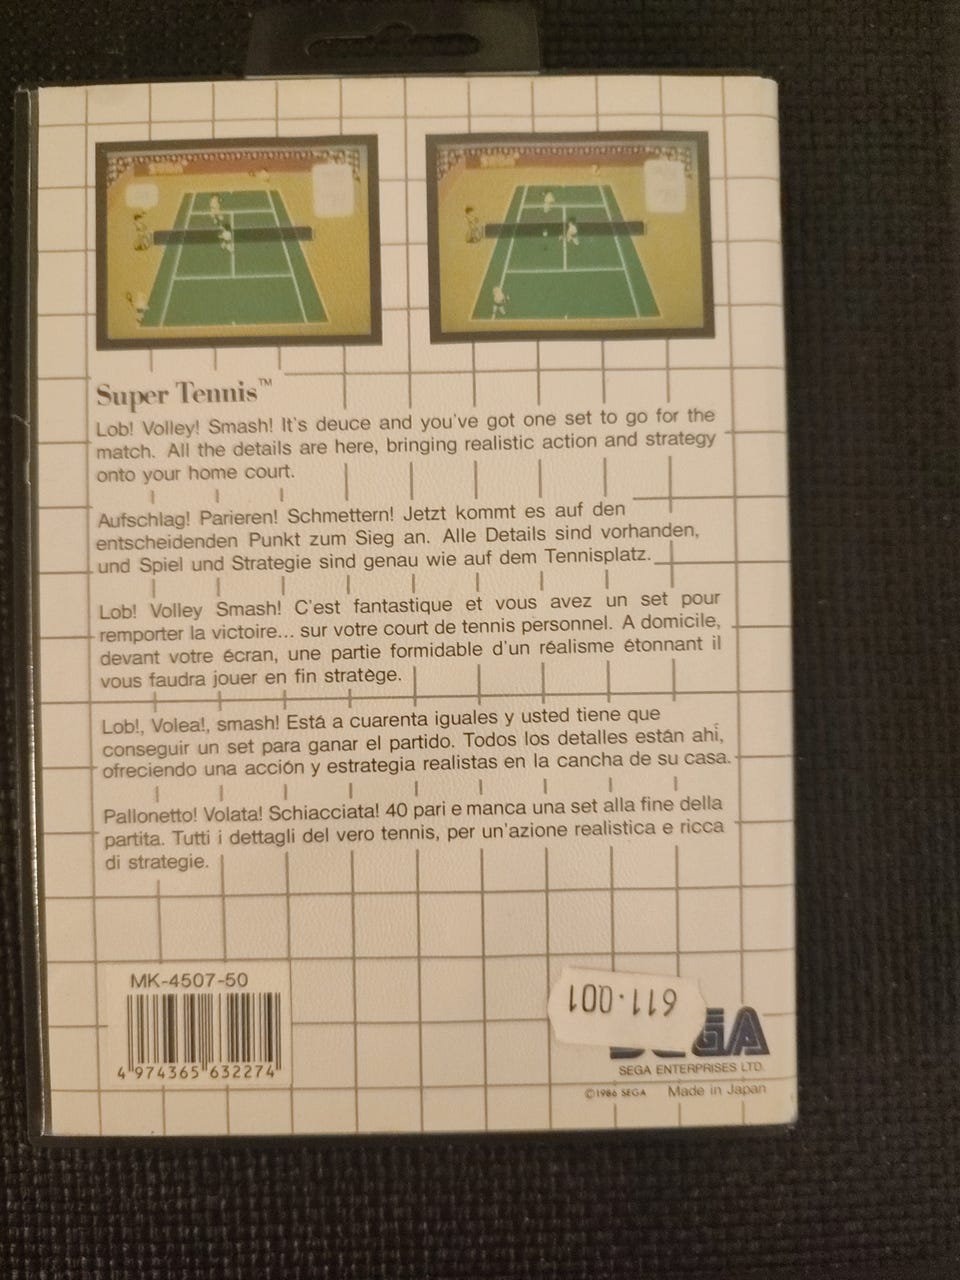 Super Tennis™
Lob! Volley! Smash! It's deuce and you've got one set to go for the
match. All the details are here, bringing realistic action and strategy
onto your home court.
Aufschlag! Parieren! Schmettern! Jetzt kommt es auf den
entscheidenden Punkt zum Sieg an. Alle Details sind vorhanden,
und Spiel und Strategie sind genau wie auf dem Tennisplatz.
Lob! Volley Smash! C'est fantastique et vous avez un set pour
remporter la victoire... sur votre court de tennis personnel. A domicile,
devant votre écran, une partie formidable d'un réalisme étonnant il
vous faudra jouer en fin stratège.
Lob!, Volea!, smash! Está a cuarenta iguales y usted tiene que
conseguir un set para ganar el partido. Todos los detalles están ahí,
ofreciendo una acción y estrategia realistas en la cancha de su casa.
Pallonetto! Volata! Schiacciata! 40 pari e manca una set alla fine della
partita. Tutti i dettagli del vero tennis, per un'azione realistica e ricca
di strategie.
MK-4507-50
4 974365 632274
611·001
SEGA
SEGA ENTERPRISES LTD.
©1986 SEGA Made in Japan